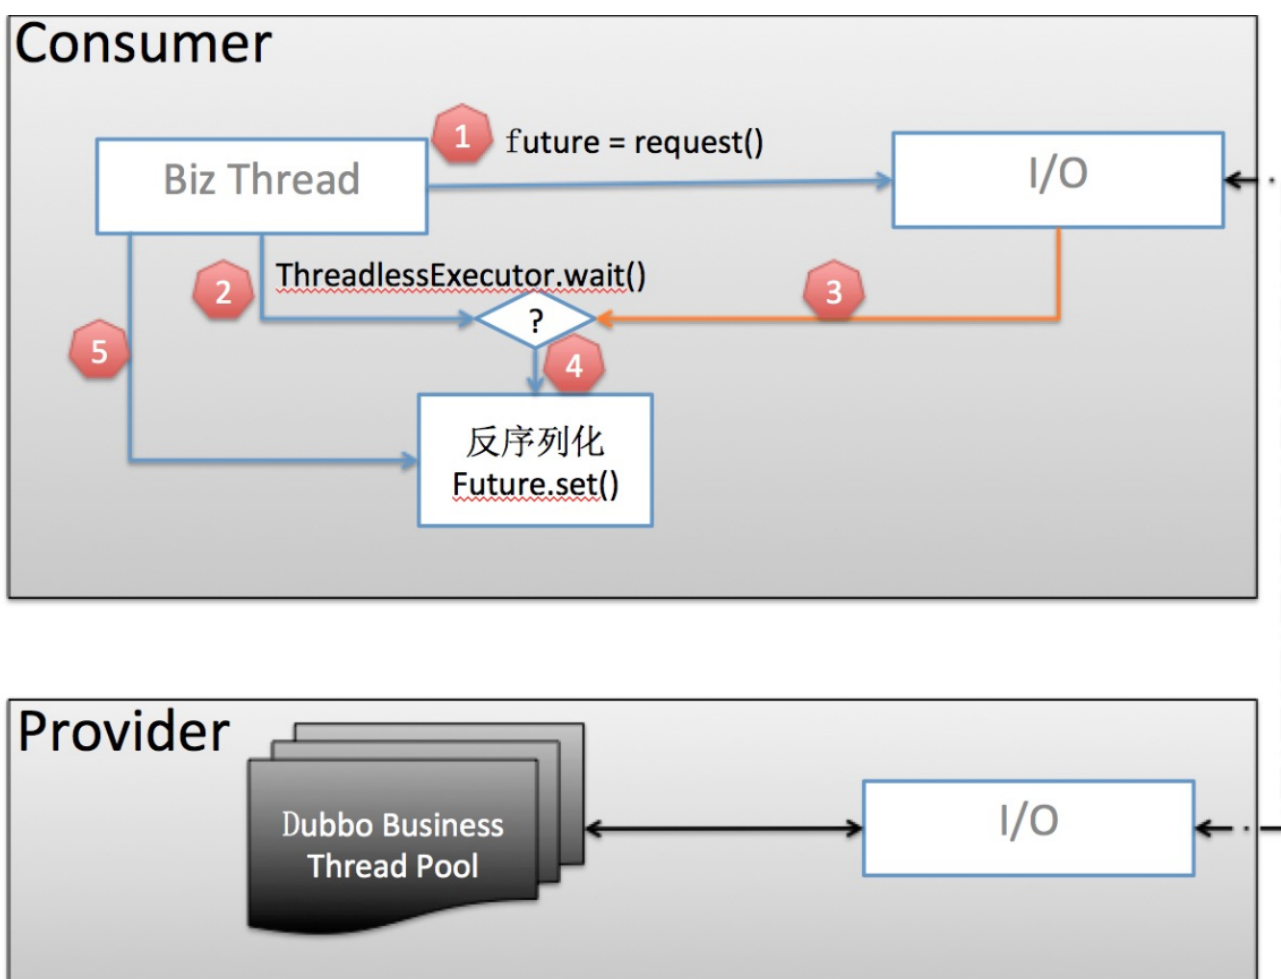 Consumer
1
future = request()
Biz Thread
I/O
2
ThreadlessExecutor.wait()
3
?
5
4
反序列化
Future.set()
Provider
Dubbo Business
Thread Pool
I/O